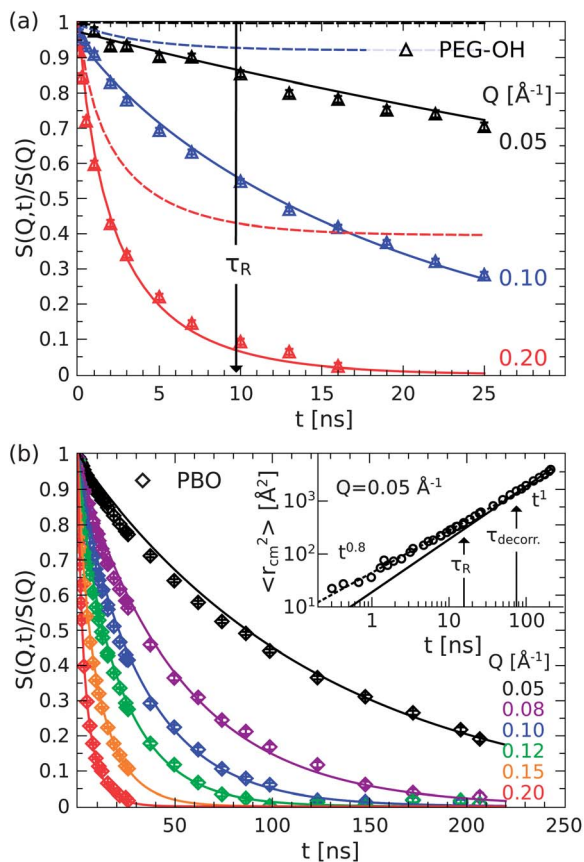 (a)
1
0.9
0.8
0.7
0.6
0.5
0.4
0.3
0.2
0.1
0
S(Q,t)/S(Q)
PEG-OH
Q [Å-1]
0.05
0.10
0.20
τR
0 5 10 15 20 25 30
t [ns]
(b)
1
0.9
0.8
0.7
0.6
0.5
0.4
0.3
0.2
0.1
0
S(Q,t)/S(Q)
PBO
Q=0.05 Å-1
<rcm2> [Å2]
103
102
101
t0.8
t1
τR
τdecorr.
1 10 100
t [ns]
Q [Å-1]
0.05
0.08
0.10
0.12
0.15
0.20
50 100 150 200 250
t [ns]